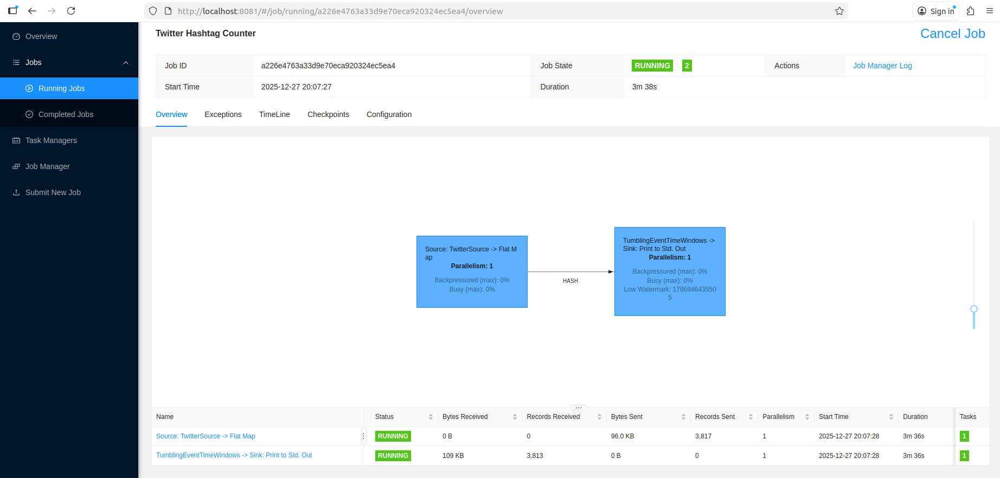 http://localhost:8081/#/job/running/a226e4763a33d9e70eca920324ec5ea4/overview
Sign in
Overview
Jobs
Running Jobs
Completed Jobs
Task Managers
Job Manager
Submit New Job
Twitter Hashtag Counter
Cancel Job
Job ID a226e4763a33d9e70eca920324ec5ea4 Job State RUNNING 2 Actions Job Manager Log
Start Time 2025-12-27 20:07:27 Duration 3m 38s
Overview Exceptions TimeLine Checkpoints Configuration
Source: TwitterSource -> Flat M
ap
Parallelism: 1
Backpressured (max): 0%
Busy (max): 0%
HASH
TumblingEventTimeWindows ->
Sink: Print to Std. Out
Parallelism: 1
Backpressured (max): 0%
Busy (max): 0%
Low Watermark: 176684643550
5
Name Status Bytes Received Records Received Bytes Sent Records Sent Parallelism Start Time Duration Tasks
Source: TwitterSource -> Flat Map RUNNING 0 B 0 96.0 KB 3,817 1 2025-12-27 20:07:28 3m 36s 1
TumblingEventTimeWindows -> Sink: Print to Std. Out RUNNING 109 KB 3,813 0 B 0 1 2025-12-27 20:07:28 3m 36s 1